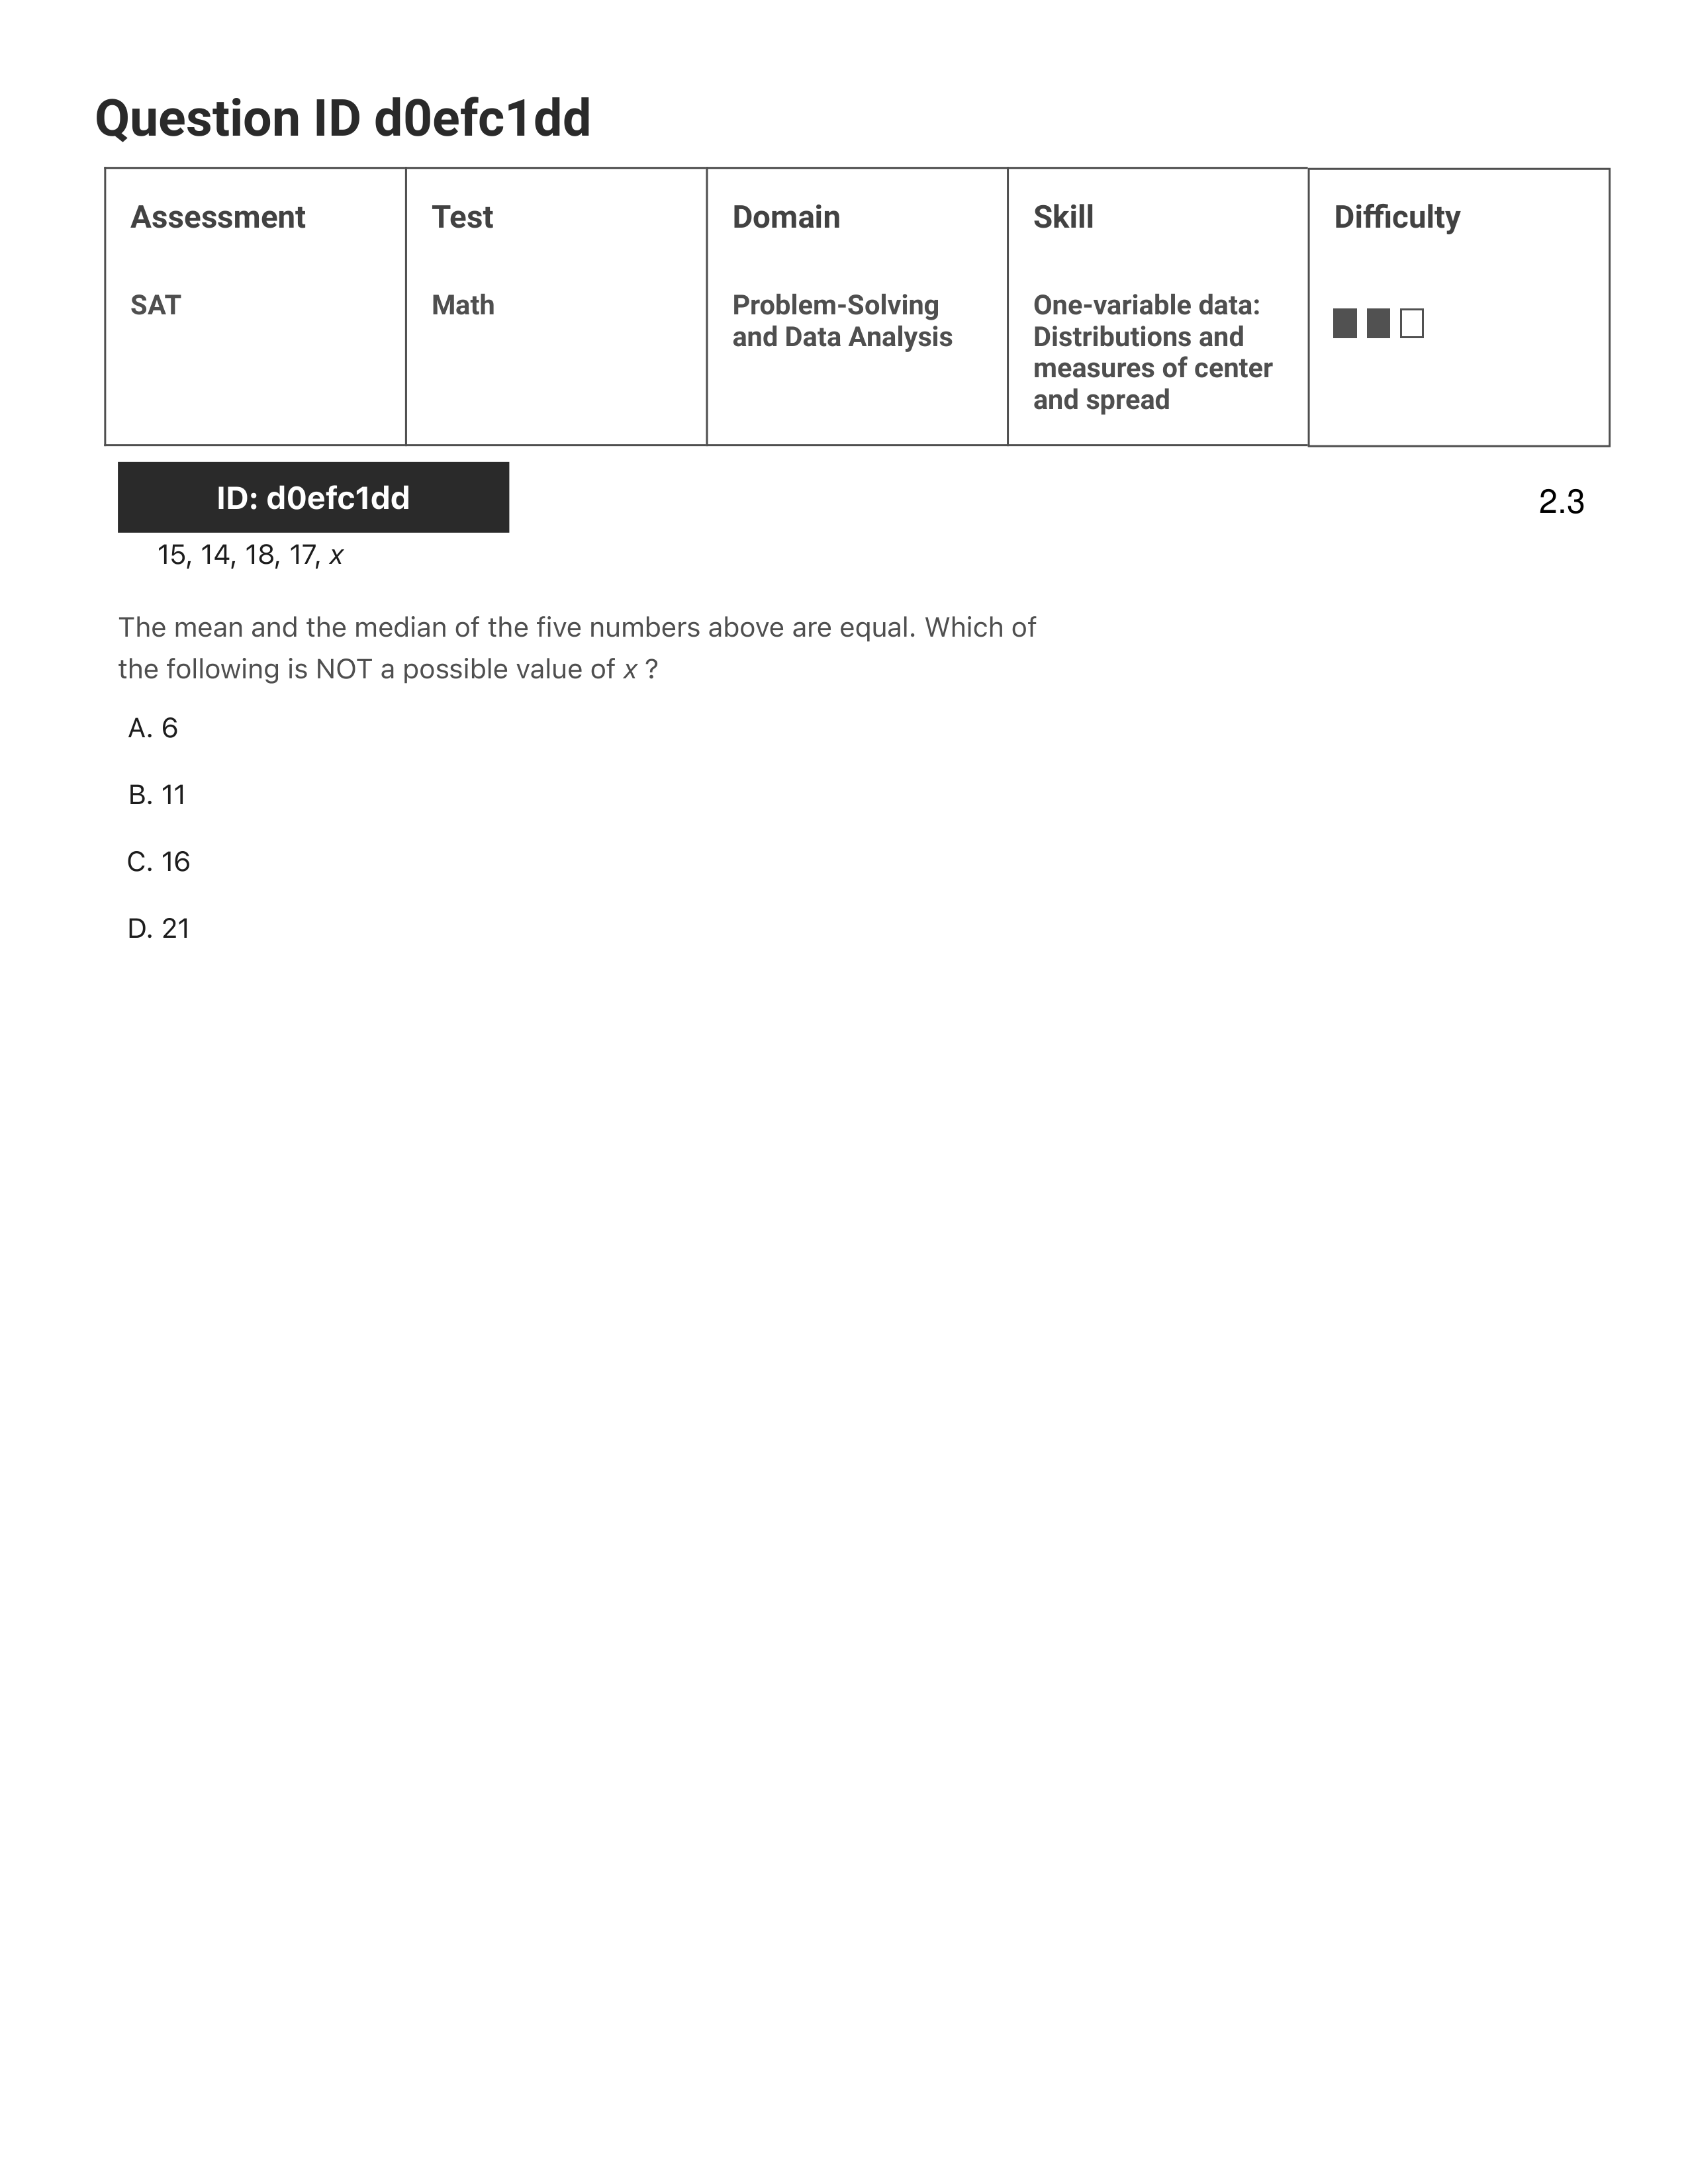 Question ID d0efc1dd
Assessment
Test
Domain
Skill
Difficulty
SAT
Math
Problem-Solving
and Data Analysis
One-variable data:
Distributions and
measures of center
and spread
ID: d0efc1dd
2.3
15, 14, 18, 17, x
The mean and the median of the five numbers above are equal. Which of
the following is NOT a possible value of x ?
A. 6
B. 11
C. 16
D. 21